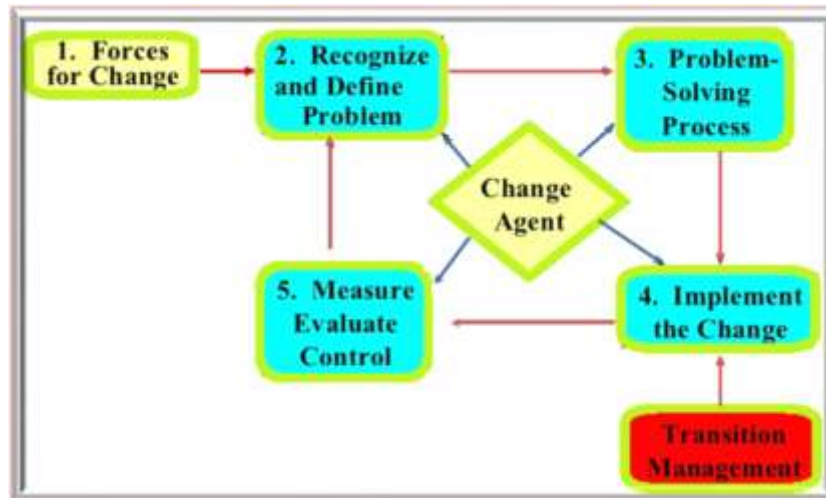 1. Forces
for Change
2. Recognize
and Define
Problem
3. Problem-
Solving
Process
Change
Agent
5. Measure
Evaluate
Control
4. Implement
the Change
Transition
Management